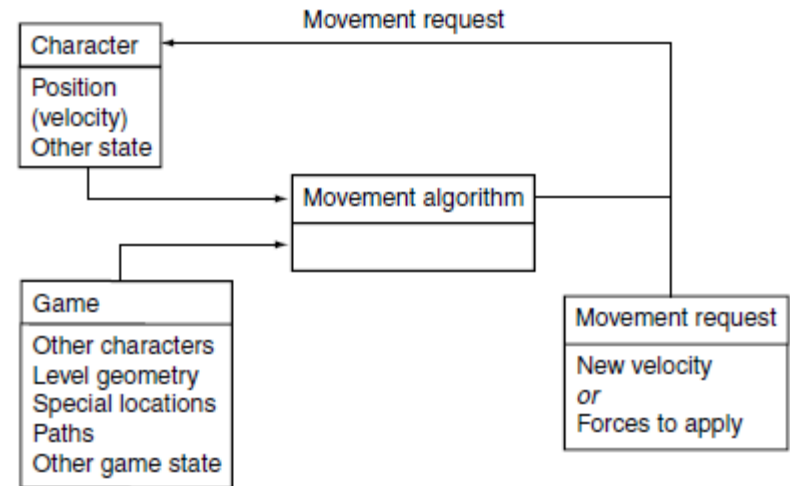 Movement request
Character
Position
(velocity)
Other state
Movement algorithm
Game
Other characters
Level geometry
Special locations
Paths
Other game state
Movement request
New velocity
or
Forces to apply